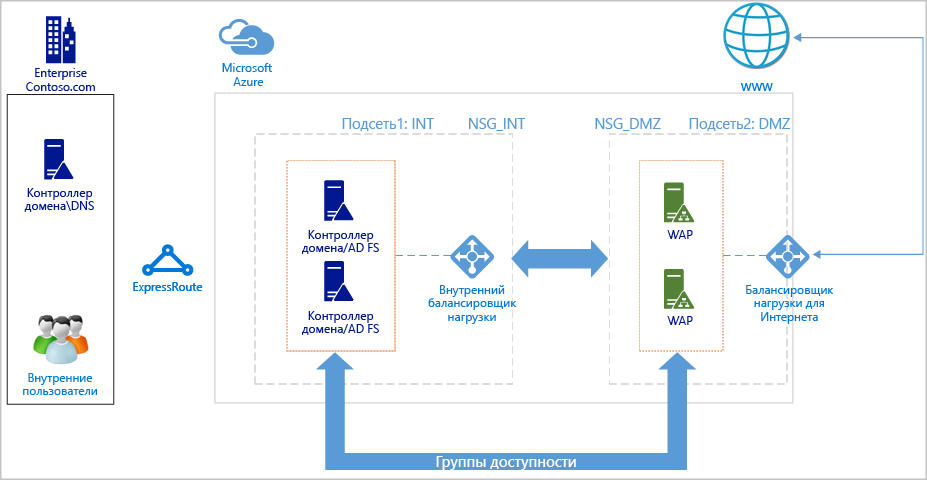 Enterprise
Contoso.com
Контроллер
домена\DNS
Внутренние
пользователи
ExpressRoute
Microsoft
Azure
www
Подсеть1: INT
NSG_INT
NSG_DMZ
Подсеть2: DMZ
Контроллер
домена/AD FS
Контроллер
домена/AD FS
Внутренний
балансировщик
нагрузки
WAP
WAP
Балансировщик
нагрузки для
Интернета
Группы доступности